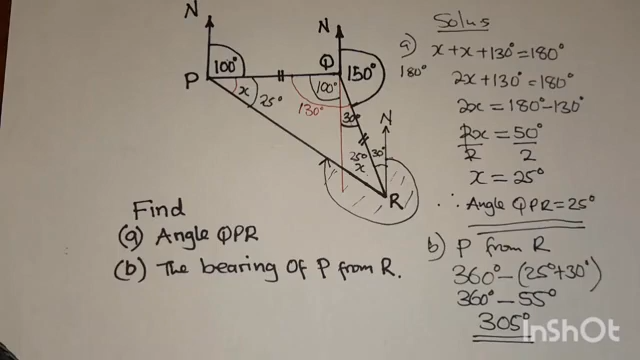 N
N
100°
P
Q
150°
x
25°
100°
130°
30°
N
25°
x
30°
R
Find
(a) Angle QPR
(b) The bearing of P from R.
Solus
a) x+x+130°=180°
180°
2x+130°=180°
2x=180°-130°
2x = 50°
2 2
x=25°
∴ Angle QPR=25°
b) P from R
360°-(25°+30°)
360°-55°
305°
InShOt